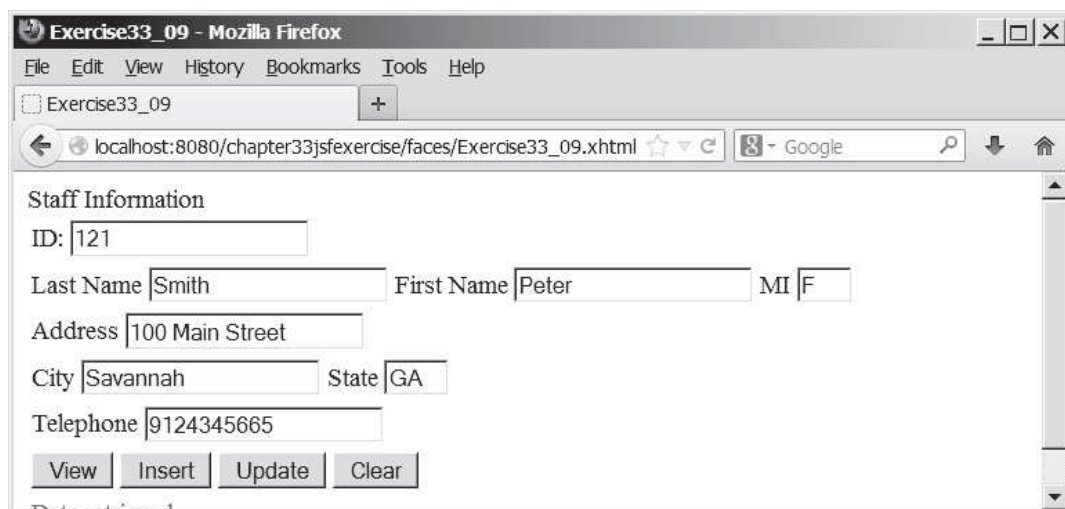 Exercise33_09 - Mozilla Firefox
File Edit View History Bookmarks Tools Help
Exercise33_09 +
localhost:8080/chapter33jsfexercise/faces/Exercise33_09.xhtml 8 Google
Staff Information
ID: 121
Last Name Smith First Name Peter MI F
Address 100 Main Street
City Savannah State GA
Telephone 9124345665
View Insert Update Clear